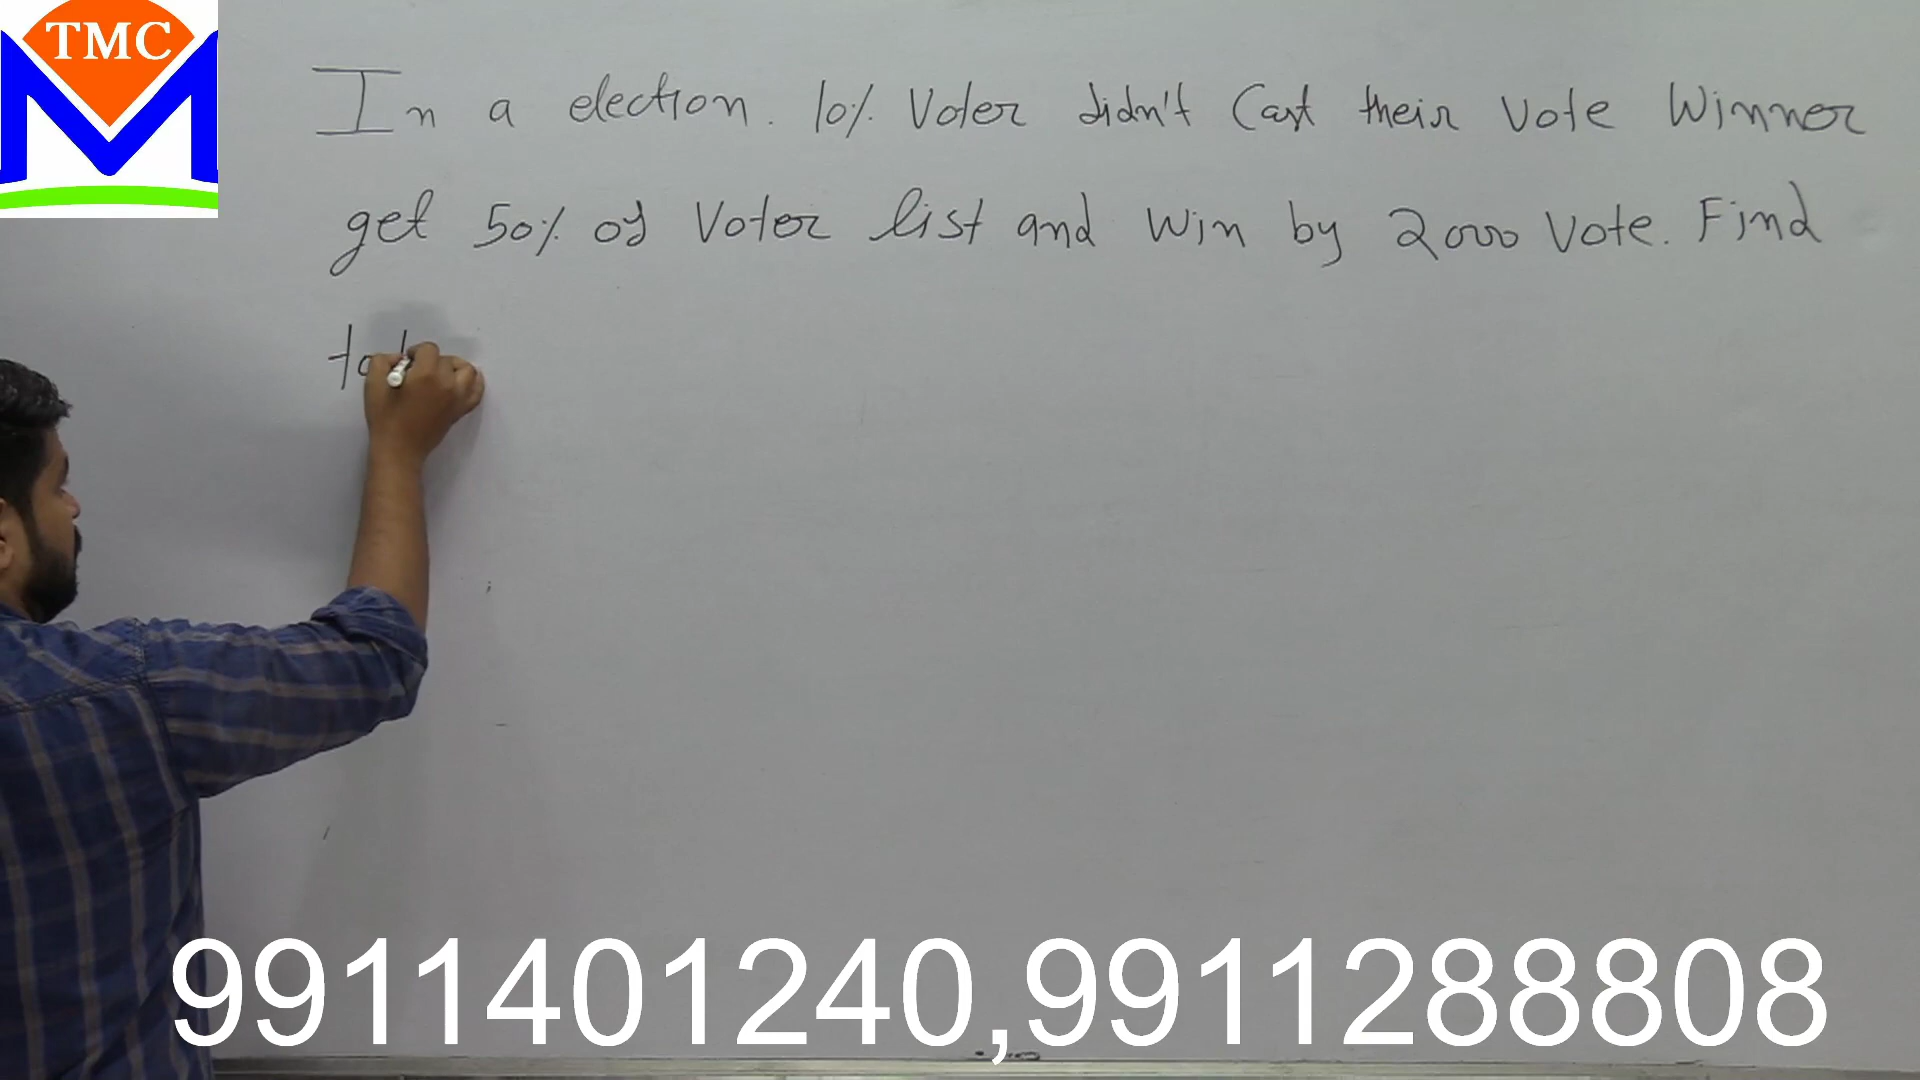 TMC
In a election. 10% Voter didn't Cast their Vote Winner
get 50% of Voter list and Win by 2000 Vote. Find
9911401240,9911288808